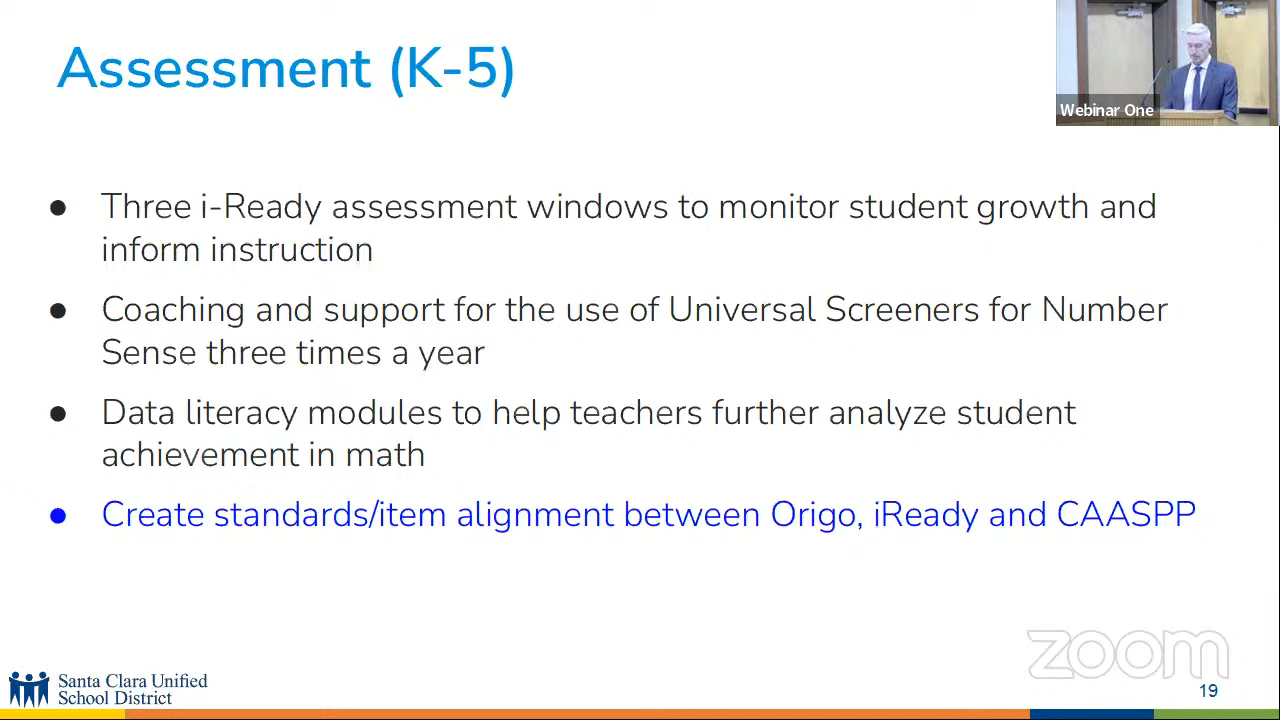 Assessment (K-5)
Webinar One
● Three i-Ready assessment windows to monitor student growth and
inform instruction
● Coaching and support for the use of Universal Screeners for Number
Sense three times a year
● Data literacy modules to help teachers further analyze student
achievement in math
● Create standards/item alignment between Origo, iReady and CAASPP
zoom
Santa Clara Unified
School District
19